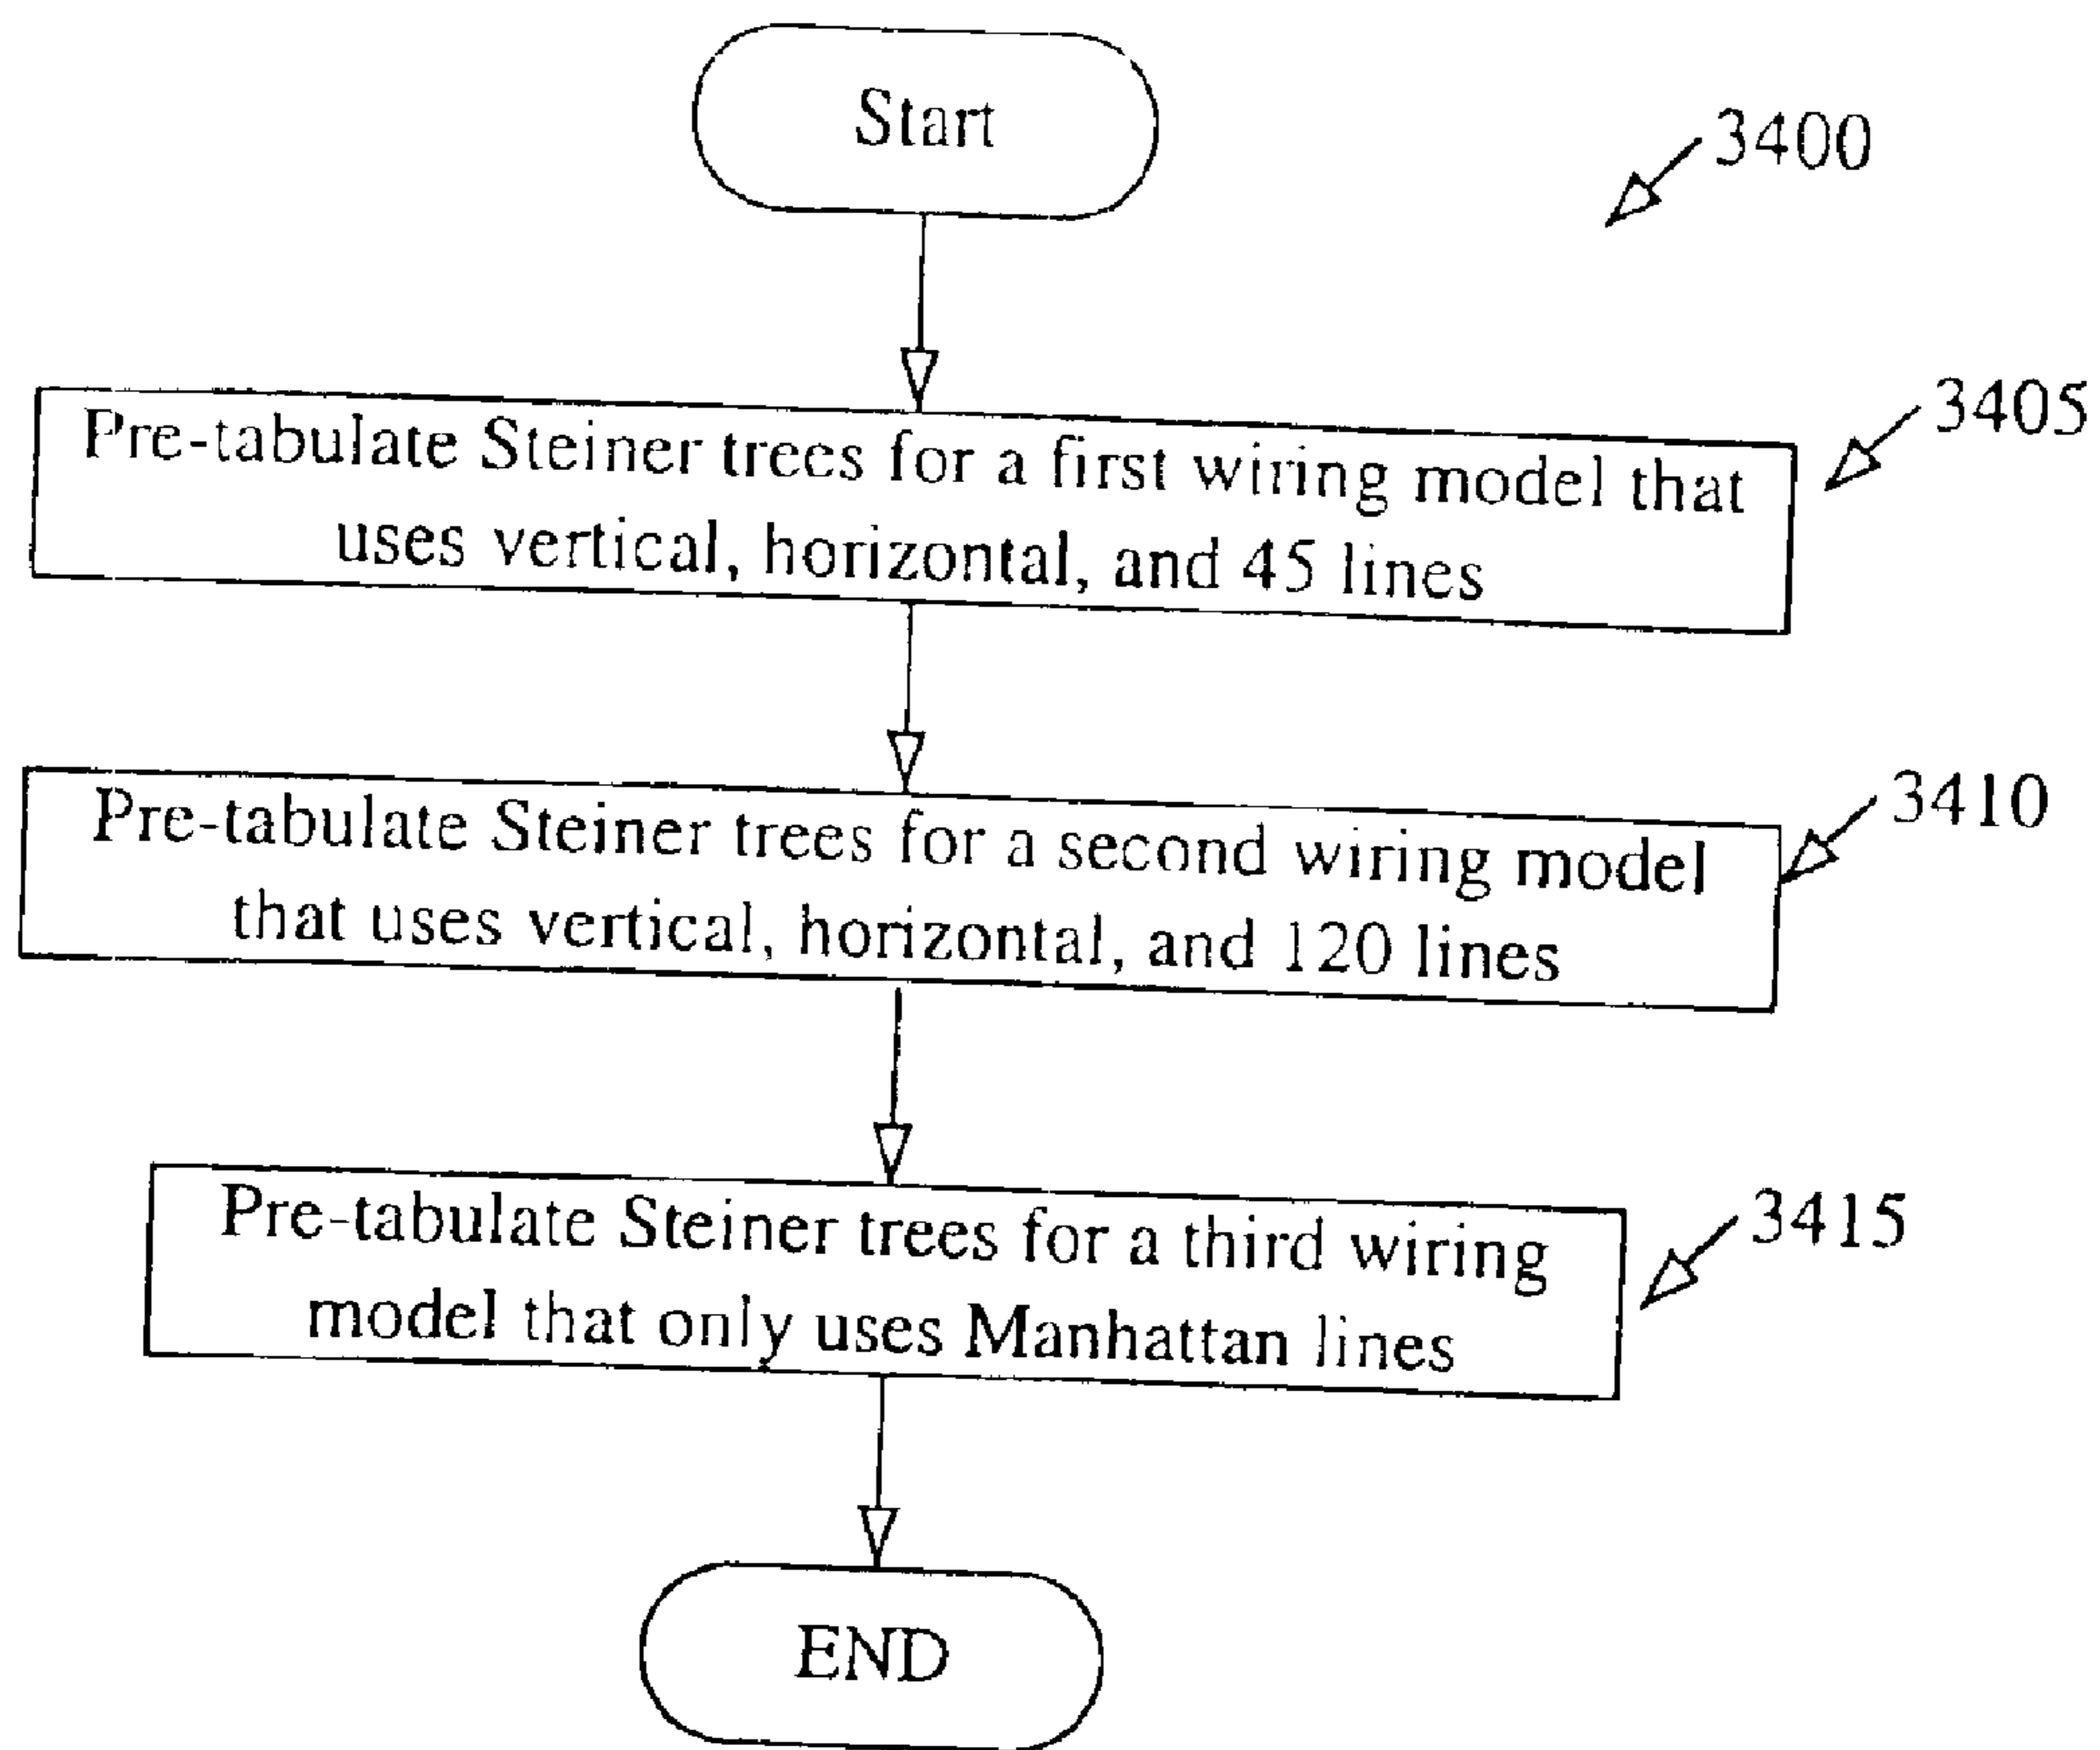 Start
3400
3405
Pre-tabulate Steiner trees for a first wiring model that
uses vertical, horizontal, and 45 lines
3410
Pre-tabulate Steiner trees for a second wiring model
that uses vertical, horizontal, and 120 lines
3415
Pre-tabulate Steiner trees for a third wiring
model that only uses Manhattan lines
END